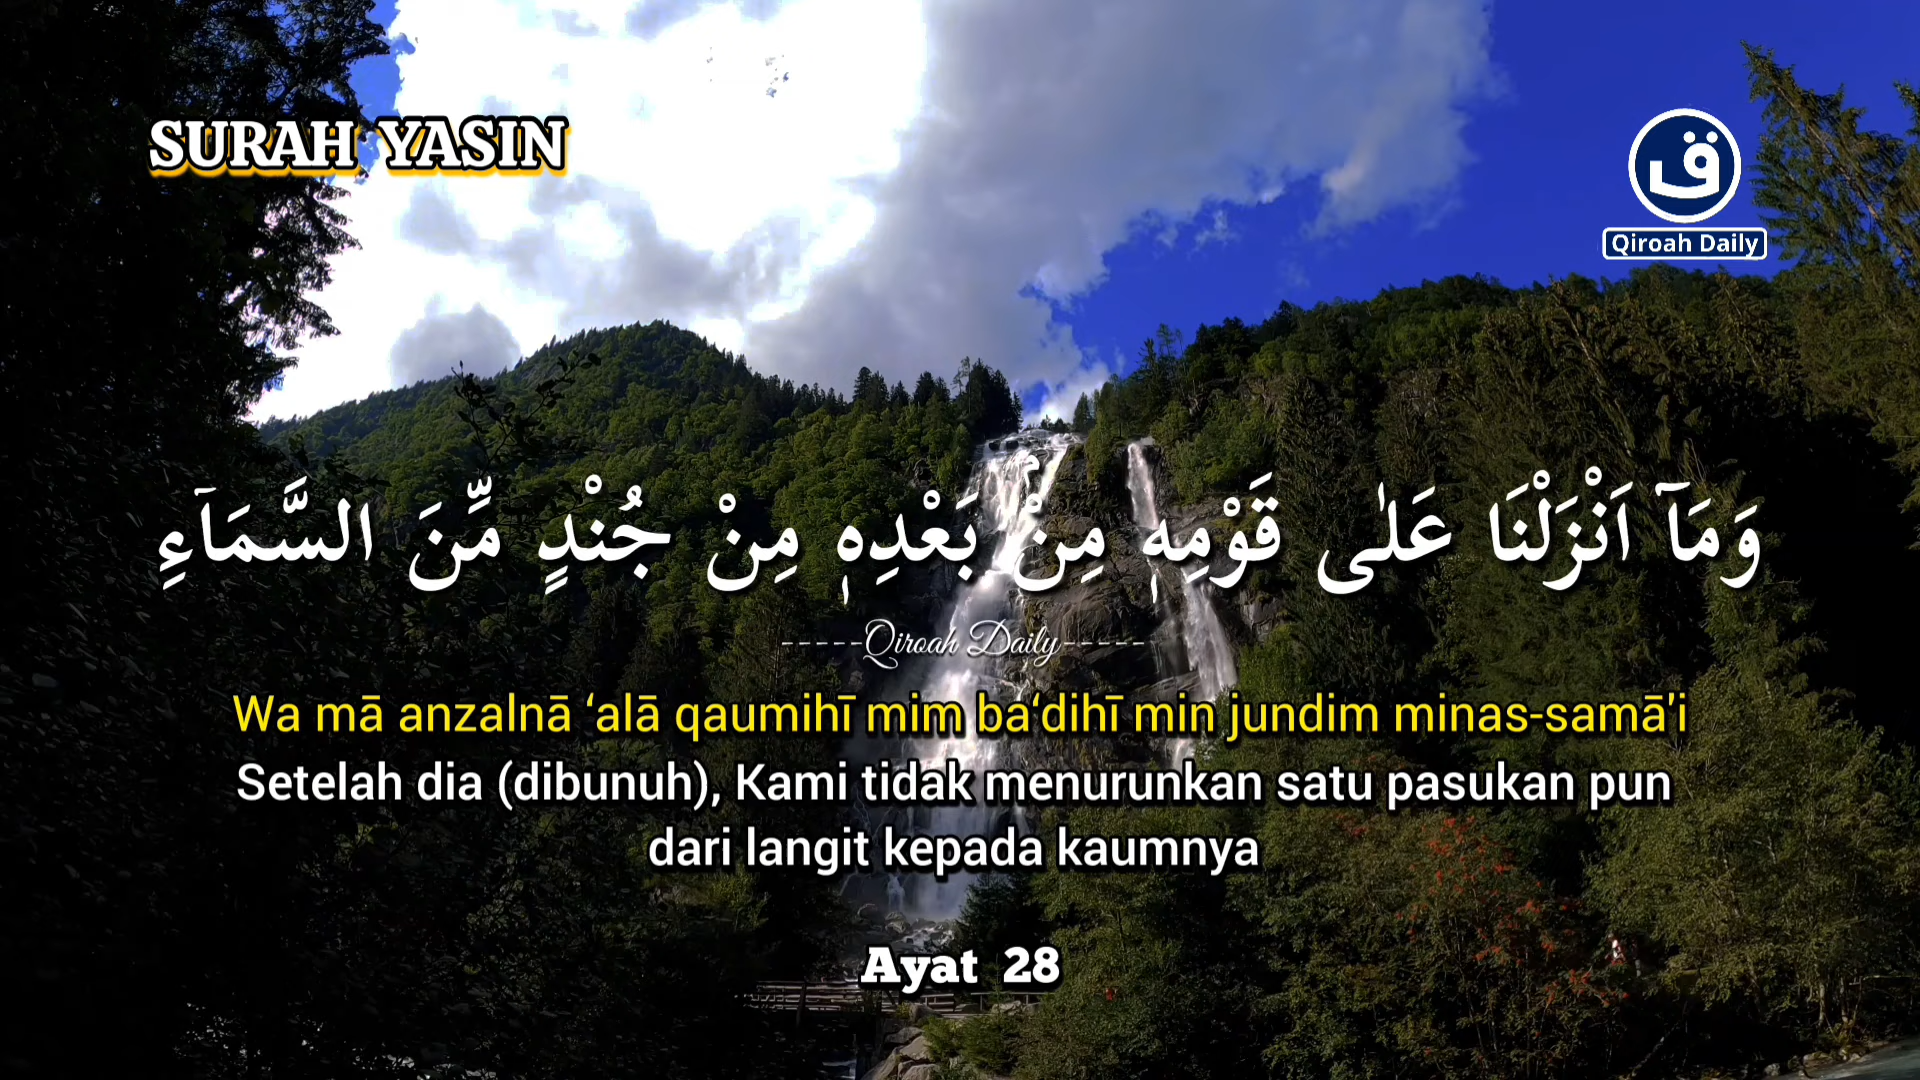 SURAH YASIN
ق
Qiroah Daily
وَمَآ اَنْزَلْنَا عَلٰى قَوْمِهٖ مِنْۢ بَعْدِهٖ مِنْ جُنْدٍ مِّنَ السَّمَاۤءِ
-----Qiroah Daily-----
Wa mā anzalnā ‘alā qaumihī mim ba‘dihī min jundim minas-samā'i
Setelah dia (dibunuh), Kami tidak menurunkan satu pasukan pun
dari langit kepada kaumnya
Ayat 28